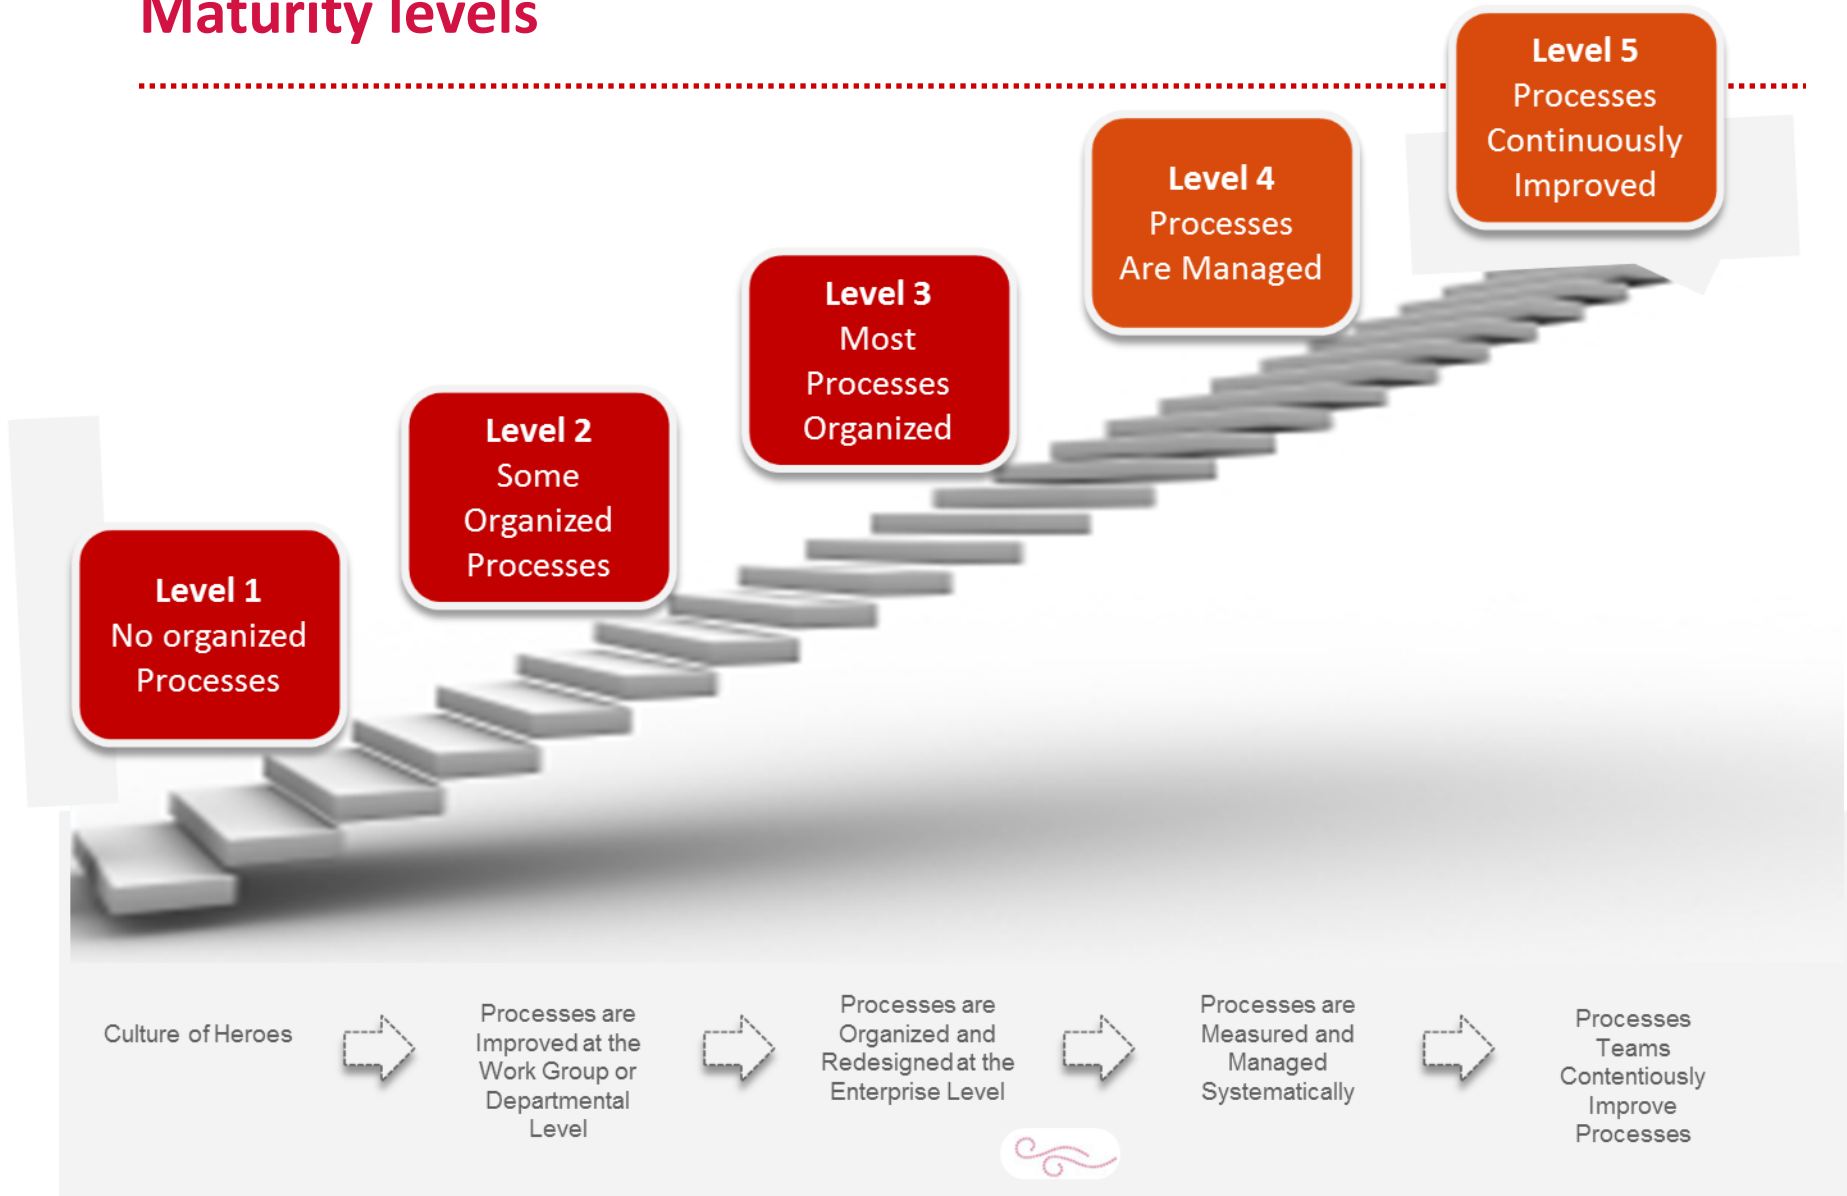 Maturity levels
Level 5
Processes
Continuously
Improved
Level 4
Processes
Are Managed
Level 3
Most
Processes
Organized
Level 2
Some
Organized
Processes
Level 1
No organized
Processes
Culture of Heroes
Processes are
Improved at the
Work Group or
Departmental
Level
Processes are
Organized and
Redesigned at the
Enterprise Level
Processes are
Measured and
Managed
Systematically
Processes
Teams
Contentiously
Improve
Processes